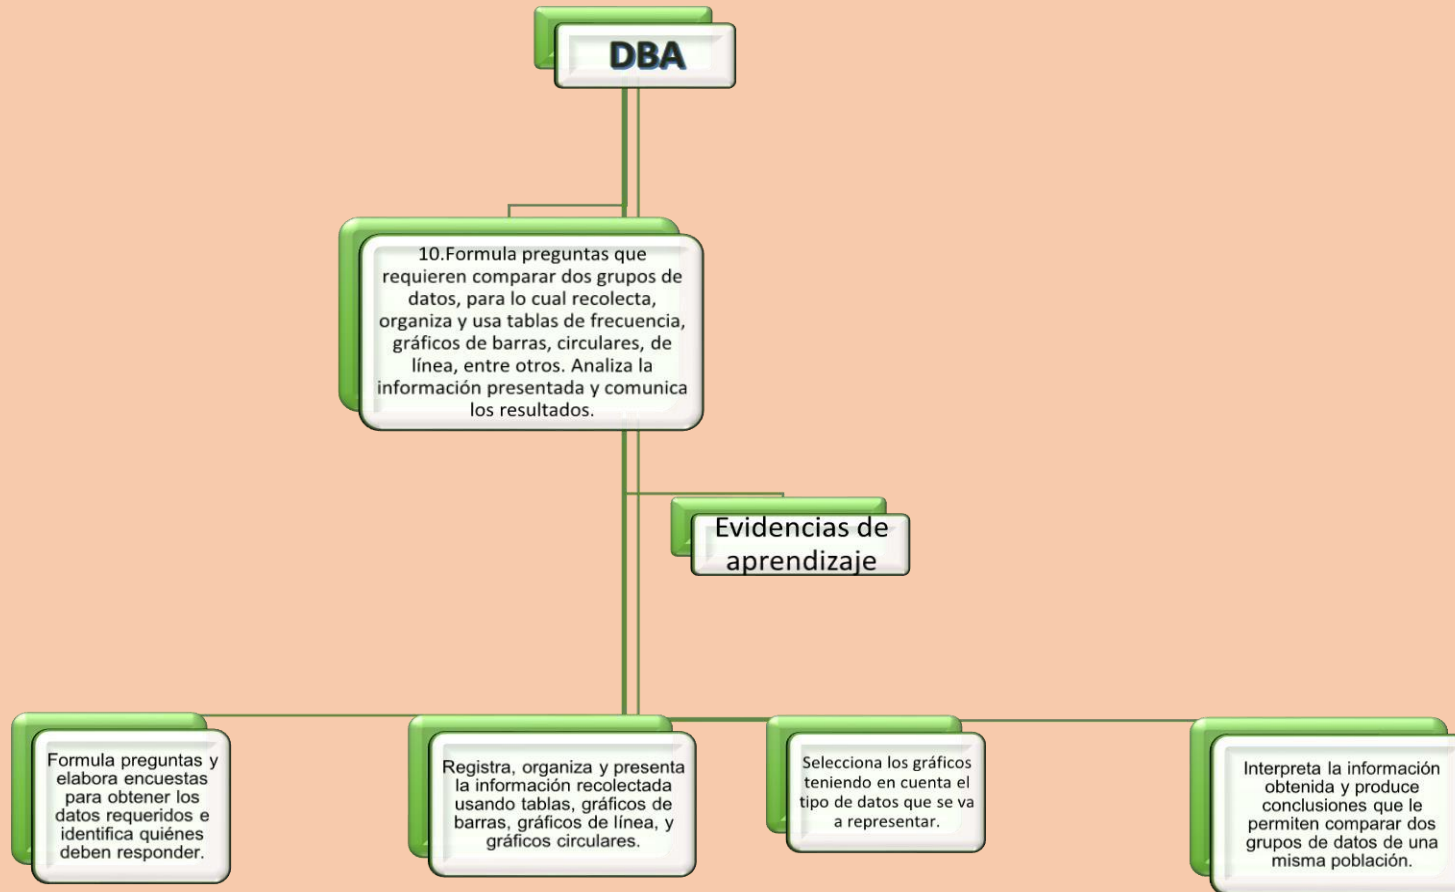 DBA
10.Formula preguntas que
requieren comparar dos grupos de
datos, para lo cual recolecta,
organiza y usa tablas de frecuencia,
gráficos de barras, circulares, de
línea, entre otros. Analiza la
información presentada y comunica
los resultados.
Evidencias de
aprendizaje
Formula preguntas y
elabora encuestas
para obtener los
datos requeridos e
identifica quiénes
deben responder.
Registra, organiza y presenta
la información recolectada
usando tablas, gráficos de
barras, gráficos de línea, y
gráficos circulares.
Selecciona los gráficos
teniendo en cuenta el
tipo de datos que se va
a representar.
Interpreta la información
obtenida y produce
conclusiones que le
permiten comparar dos
grupos de datos de una
misma población.